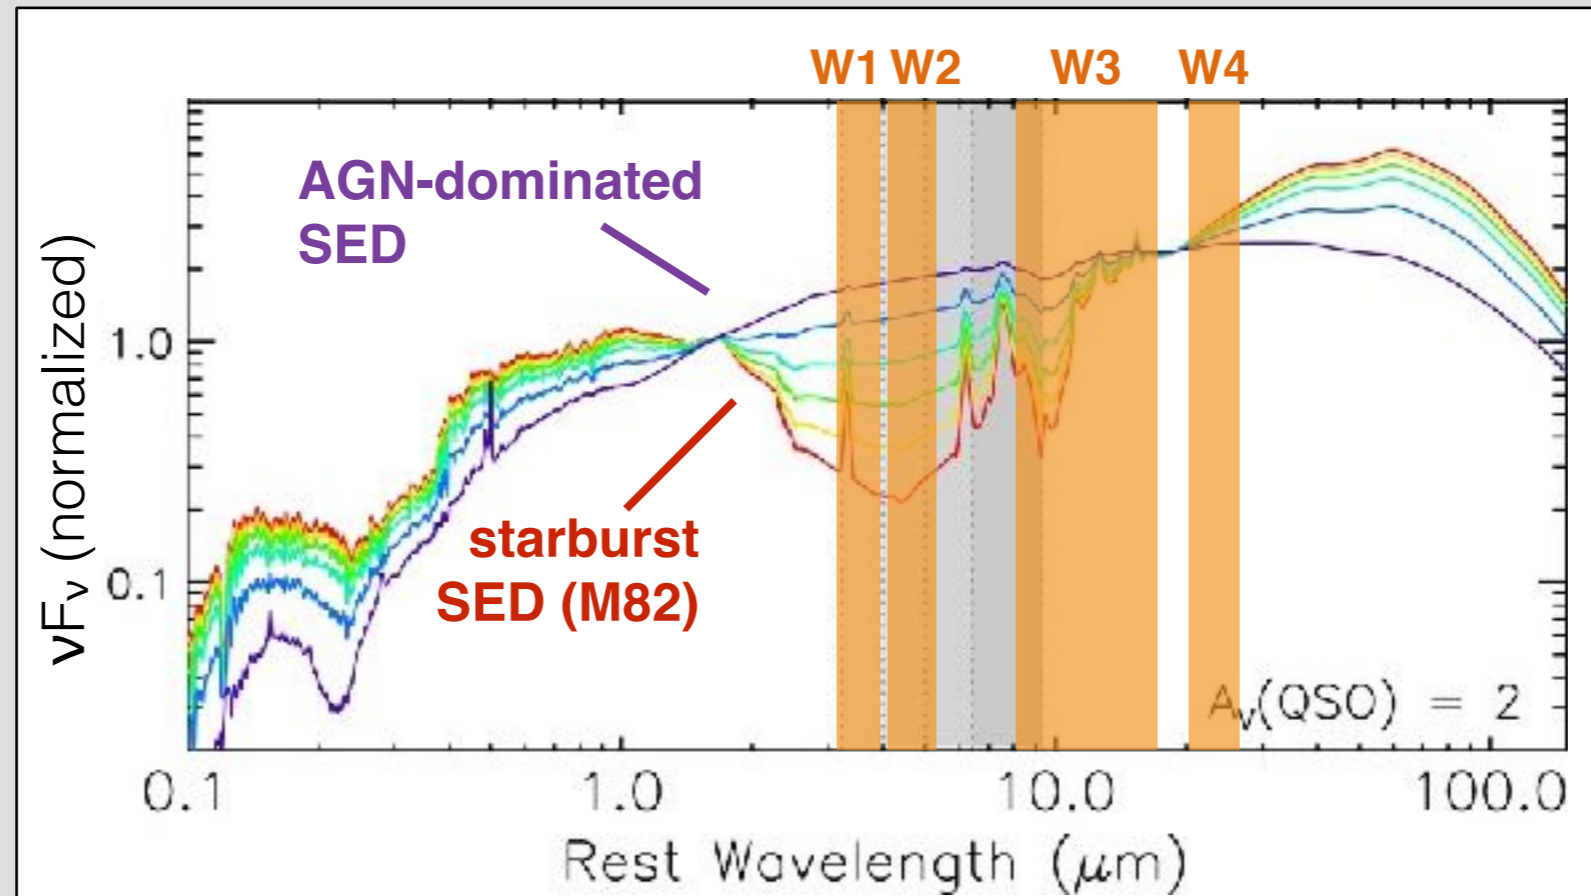 W1 W2 W3 W4
AGN-dominated
SED
starburst
SED (M82)
νFν (normalized)
1.0
0.1
Av(QSO) = 2
0.1 1.0 10.0 100.0
Rest Wavelength (μm)